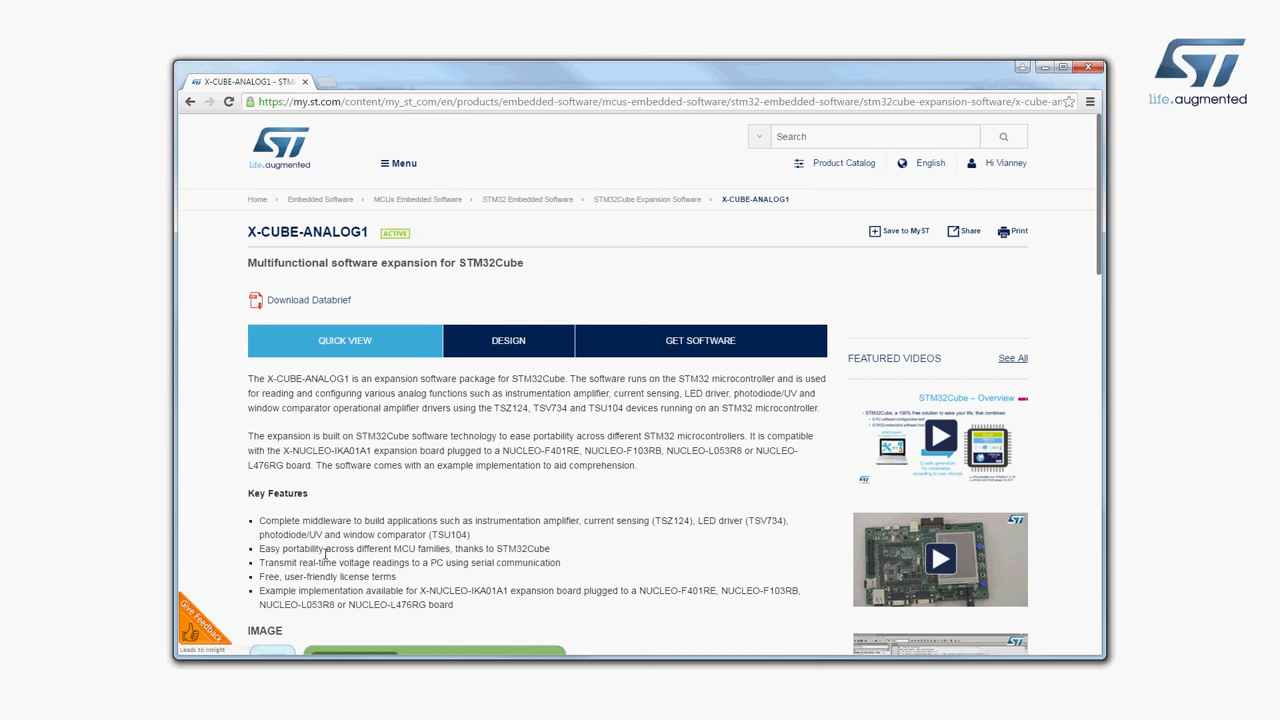 ST
life.augmented
X-CUBE-ANALOG1 - STM
https://my.st.com/content/my_st_com/en/products/embedded-software/mcus-embedded-software/stm32-embedded-software/stm32cube-expansion-software/x-cube-an
ST
life.augmented
Menu
Search
Product Catalog
English
Hi Vianney
Home › Embedded Software › MCUs Embedded Software › STM32 Embedded Software › STM32Cube Expansion Software › X-CUBE-ANALOG1
X-CUBE-ANALOG1 ACTIVE
Save to MyST Share Print
Multifunctional software expansion for STM32Cube
Download Databrief
QUICK VIEW DESIGN GET SOFTWARE
The X-CUBE-ANALOG1 is an expansion software package for STM32Cube. The software runs on the STM32 microcontroller and is used
for reading and configuring various analog functions such as instrumentation amplifier, current sensing, LED driver, photodiode/UV and
window comparator operational amplifier drivers using the TSZ124, TSV734 and TSU104 devices running on an STM32 microcontroller.
The expansion is built on STM32Cube software technology to ease portability across different STM32 microcontrollers. It is compatible
with the X-NUCLEO-IKA01A1 expansion board plugged to a NUCLEO-F401RE, NUCLEO-F103RB, NUCLEO-L053R8 or NUCLEO-
L476RG board. The software comes with an example implementation to aid comprehension.
Key Features
Complete middleware to build applications such as instrumentation amplifier, current sensing (TSZ124), LED driver (TSV734),
photodiode/UV and window comparator (TSU104)
Easy portability across different MCU families, thanks to STM32Cube
Transmit real-time voltage readings to a PC using serial communication
Free, user-friendly license terms
Example implementation available for X-NUCLEO-IKA01A1 expansion board plugged to a NUCLEO-F401RE, NUCLEO-F103RB,
NUCLEO-L053R8 or NUCLEO-L476RG board
IMAGE
FEATURED VIDEOS See All
STM32Cube – Overview
Give Feedback
Leads to Insight